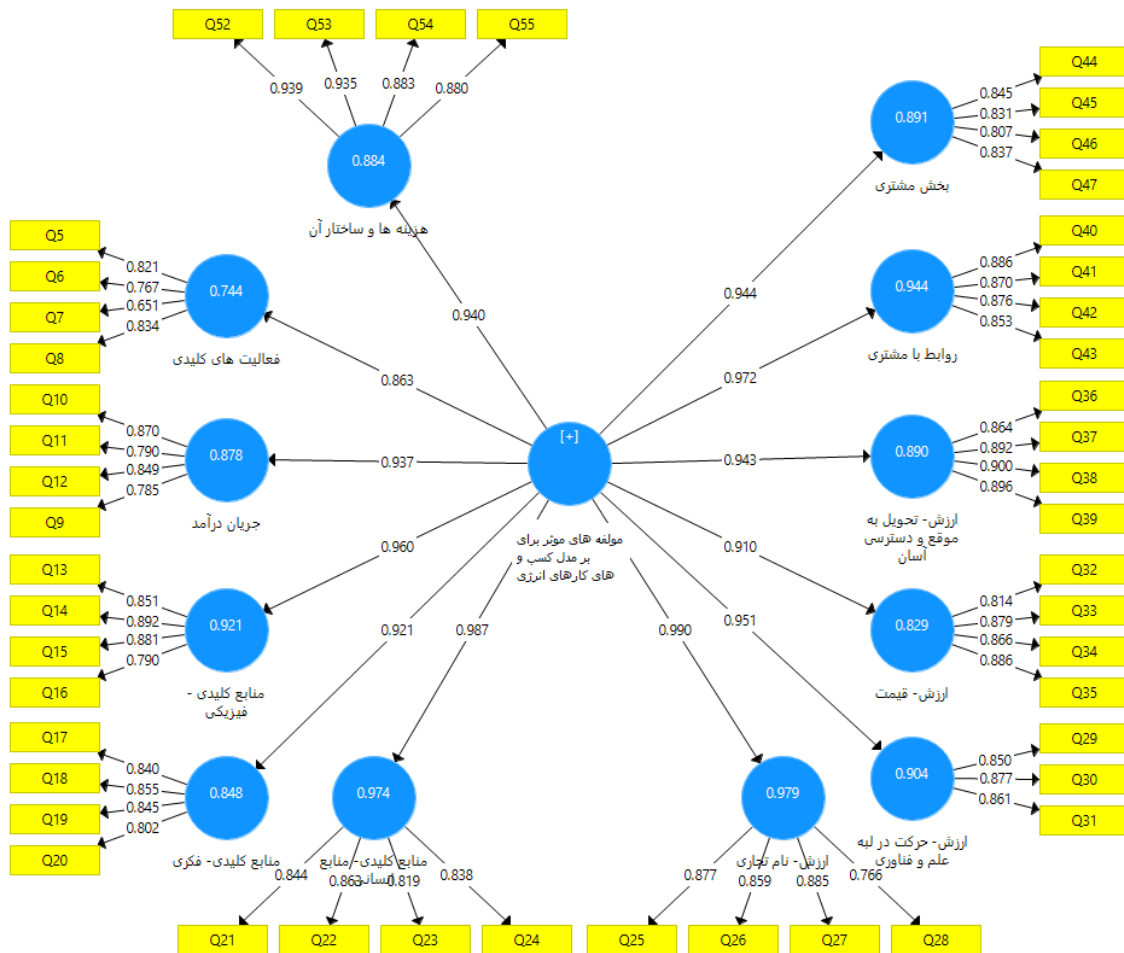 Q52
Q53
Q54
Q55
0.939
0.935
0.883
0.880
0.884
هزینه ها و ساختار آن
0.940
Q44
Q45
Q46
Q47
0.845
0.831
0.807
0.837
0.891
بخش مشتری
0.944
Q5
Q6
Q7
Q8
0.821
0.767
0.651
0.834
0.744
فعالیت های کلیدی
0.863
Q40
Q41
Q42
Q43
0.886
0.870
0.876
0.853
0.944
روابط با مشتری
0.972
Q10
Q11
Q12
Q9
0.870
0.790
0.849
0.785
0.878
جریان درآمد
0.937
[+]
مولفه های موثر برای
بر مدل کسب و
های کارهای انرژی
Q36
Q37
Q38
Q39
0.864
0.892
0.900
0.896
0.890
ارزش- تحویل به
موقع و دسترسی
آسان
0.943
Q13
Q14
Q15
Q16
0.851
0.892
0.881
0.790
0.921
منابع کلیدی -
فیزیکی
0.960
Q32
Q33
Q34
Q35
0.814
0.879
0.866
0.886
0.829
ارزش- قیمت
0.910
Q17
Q18
Q19
Q20
0.840
0.855
0.845
0.802
0.848
منابع کلیدی- فکری
0.921
0.974
منابع کلیدی- منابع
انسانی
0.987
0.844
0.863
0.819
0.838
Q21
Q22
Q23
Q24
0.979
ارزش- نام تجاری
0.990
0.877
0.859
0.885
0.766
Q25
Q26
Q27
Q28
Q29
Q30
Q31
0.850
0.877
0.861
0.904
ارزش- حرکت در لبه
علم و فناوری
0.951